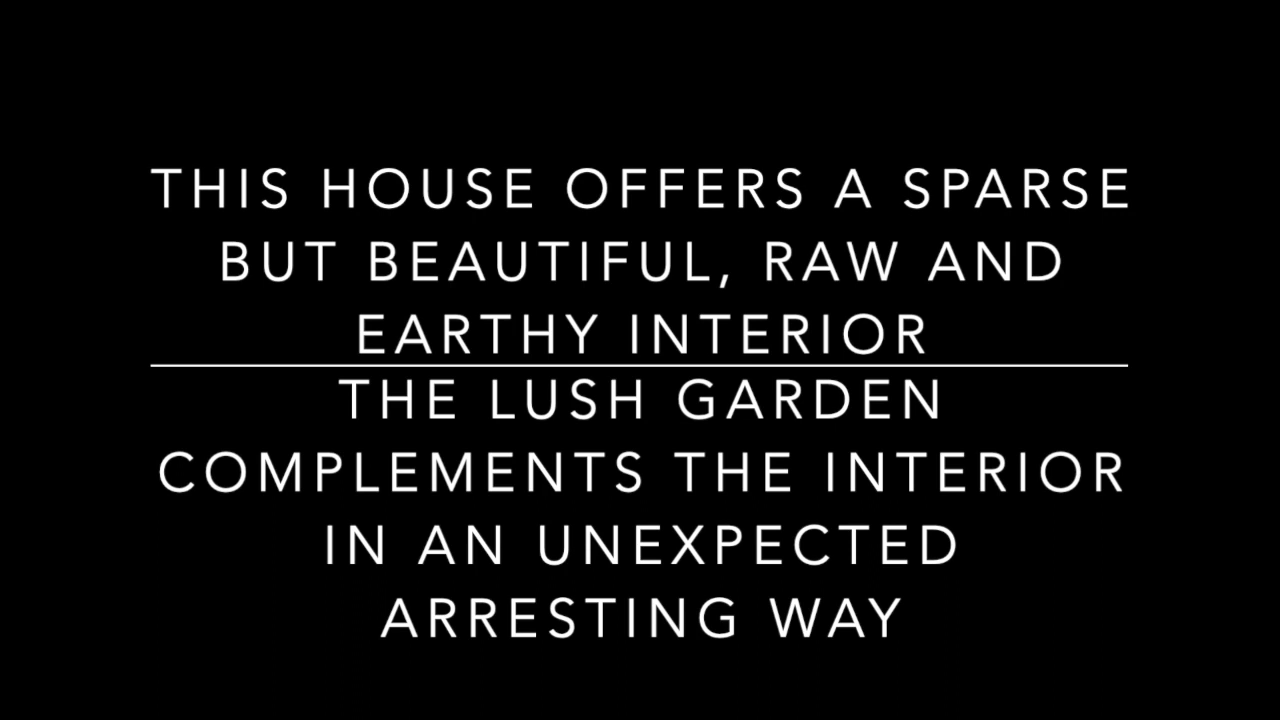 THIS HOUSE OFFERS A SPARSE
BUT BEAUTIFUL, RAW AND
EARTHY INTERIOR
THE LUSH GARDEN
COMPLEMENTS THE INTERIOR
IN AN UNEXPECTED
ARRESTING WAY